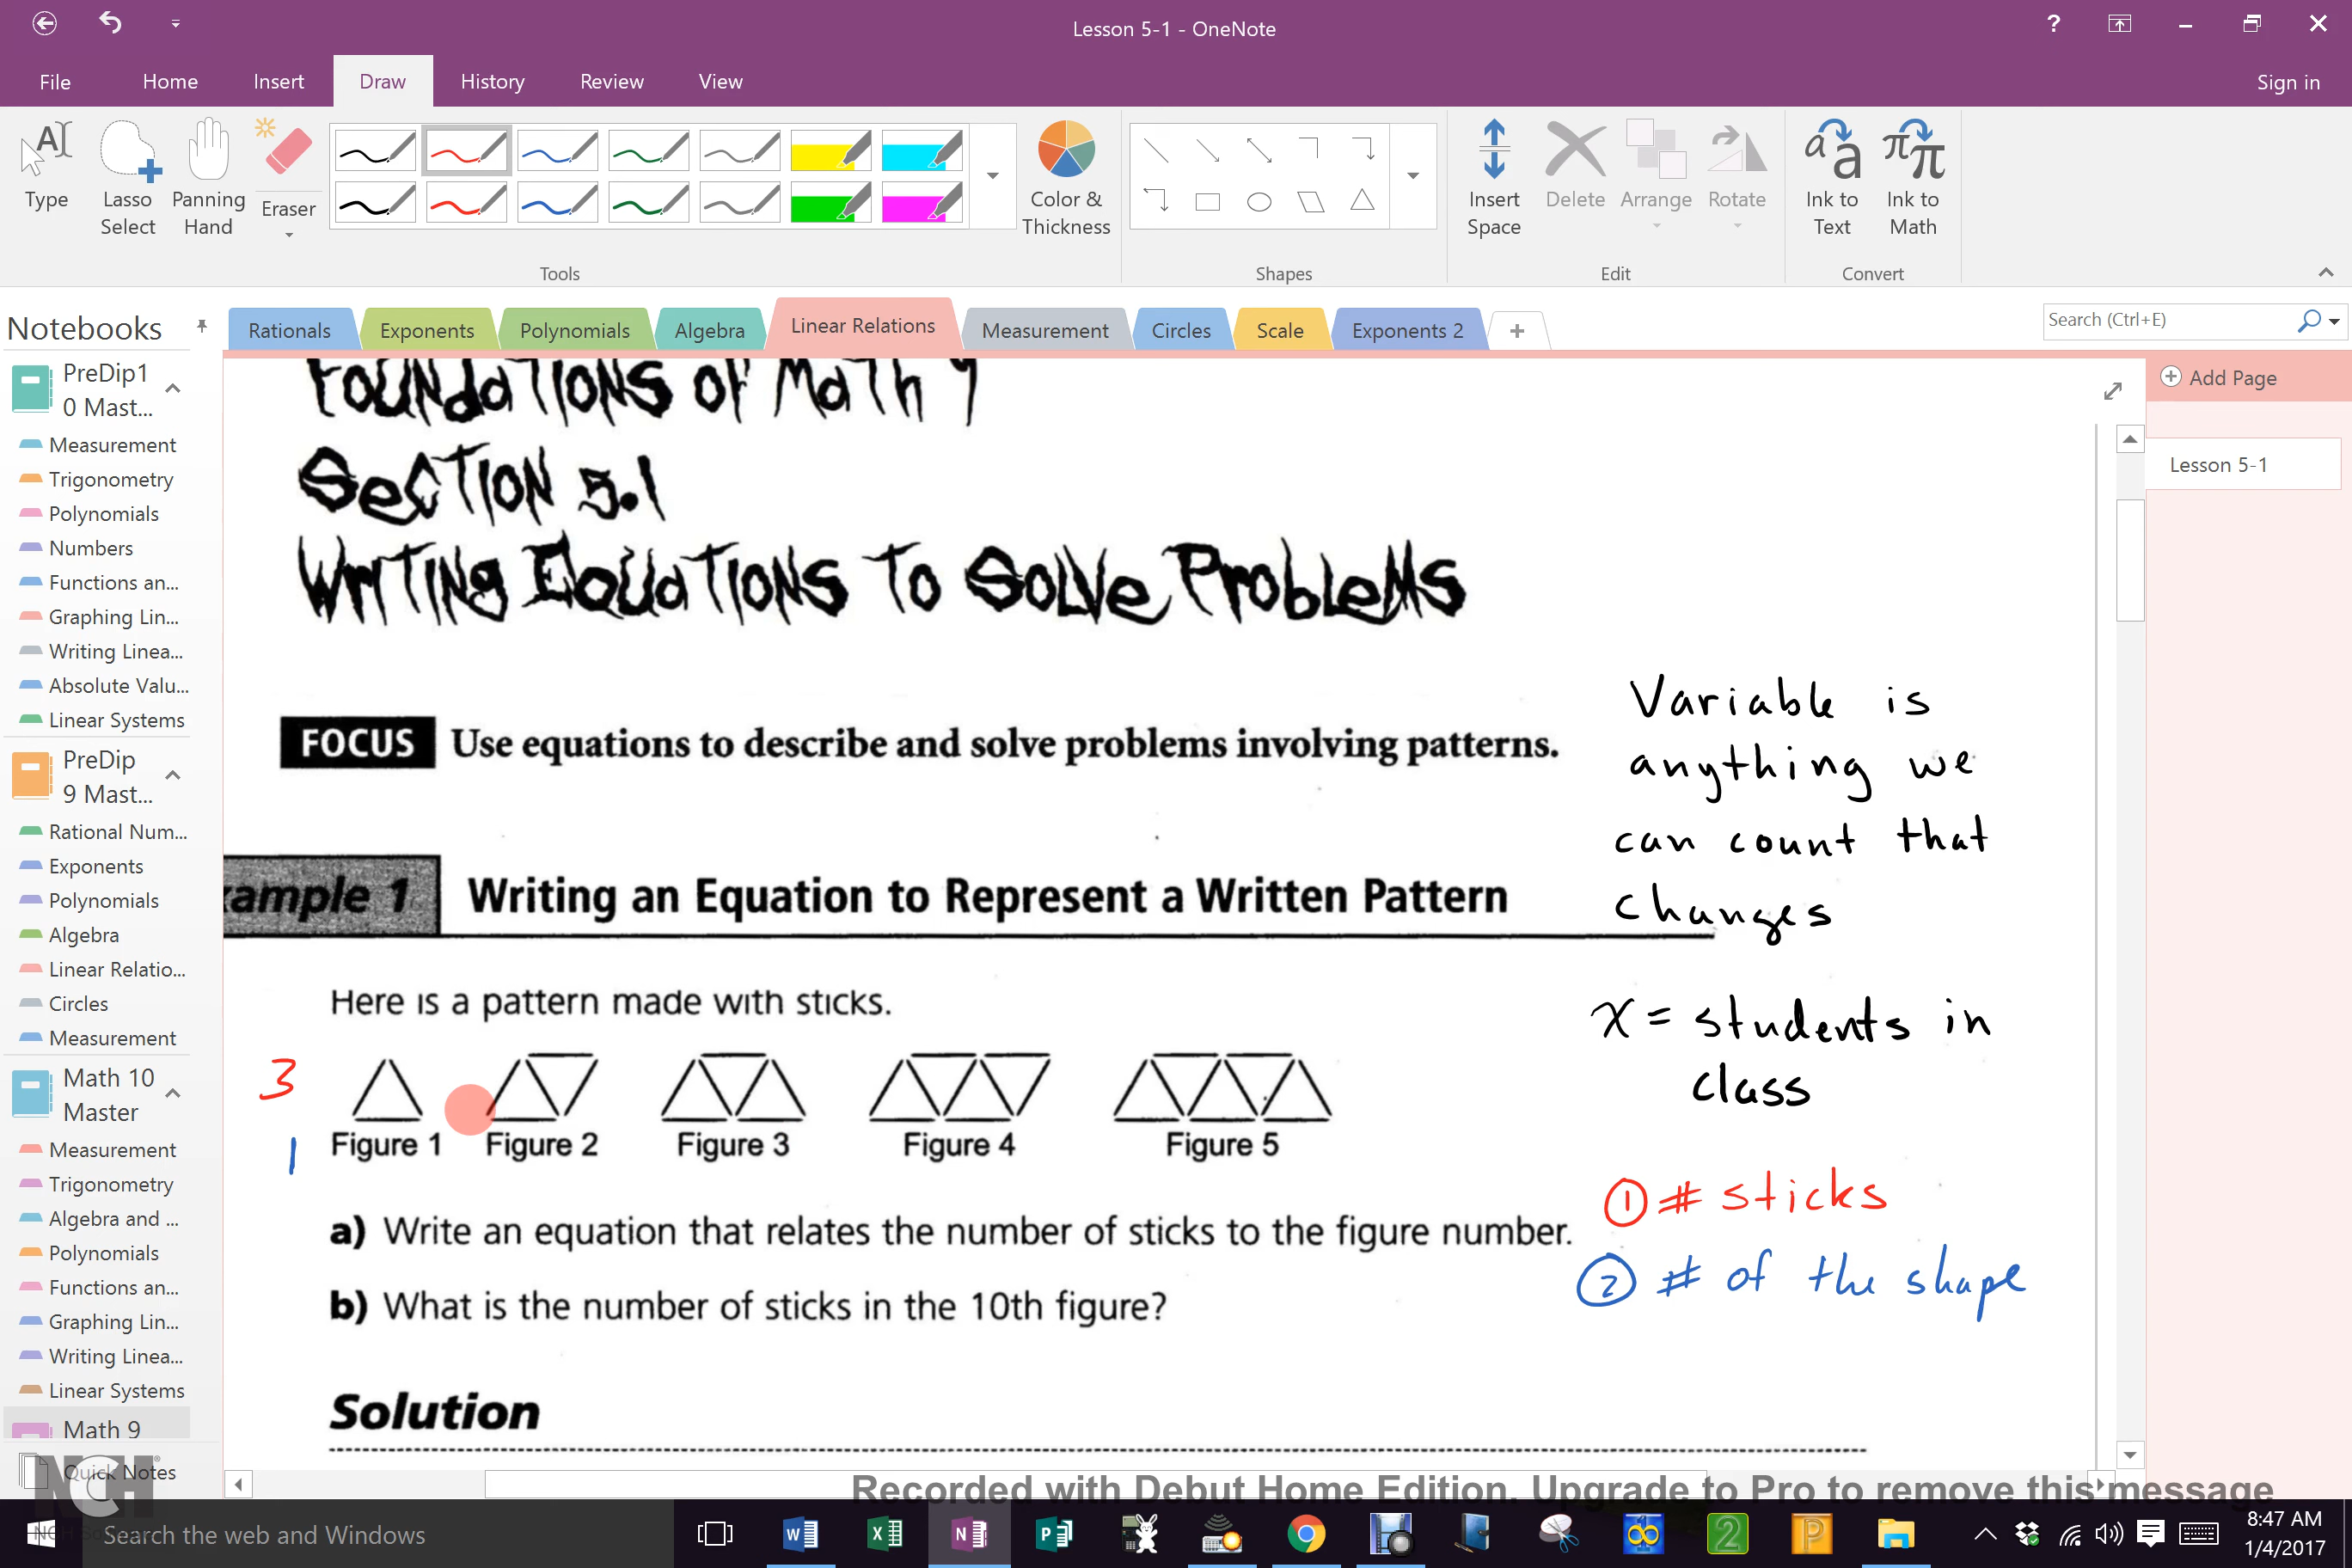 Lesson 5-1 - OneNote
File Home Insert Draw History Review View
Sign in
Type
Lasso Select
Panning Hand
Eraser
Color & Thickness
Insert Space
Delete
Arrange
Rotate
Ink to Text
Ink to Math
Tools
Shapes
Edit
Convert
Notebooks
Rationals Exponents Polynomials Algebra Linear Relations Measurement Circles Scale Exponents 2
Search (Ctrl+E)
Add Page
Lesson 5-1
PreDip1
0 Mast...
Measurement
Trigonometry
Polynomials
Numbers
Functions an...
Graphing Lin...
Writing Linea...
Absolute Valu...
Linear Systems
PreDip
9 Mast...
Rational Num...
Exponents
Polynomials
Algebra
Linear Relatio...
Circles
Measurement
Math 10
Master
Measurement
Trigonometry
Algebra and ...
Polynomials
Functions an...
Graphing Lin...
Writing Linea...
Linear Systems
Math 9
Quick Notes
Foundations of Math 9
Section 5.1
Writing Equations To Solve Problems
FOCUS Use equations to describe and solve problems involving patterns.
ample 1 Writing an Equation to Represent a Written Pattern
Here is a pattern made with sticks.
3
1
Figure 1 Figure 2 Figure 3 Figure 4 Figure 5
a) Write an equation that relates the number of sticks to the figure number.
b) What is the number of sticks in the 10th figure?
Solution
Variable is
anything we
can count that
changes
x = students in
class
① # sticks
② # of the shape
Recorded with Debut Home Edition. Upgrade to Pro to remove this message
NCH
Search the web and Windows
8:47 AM
1/4/2017